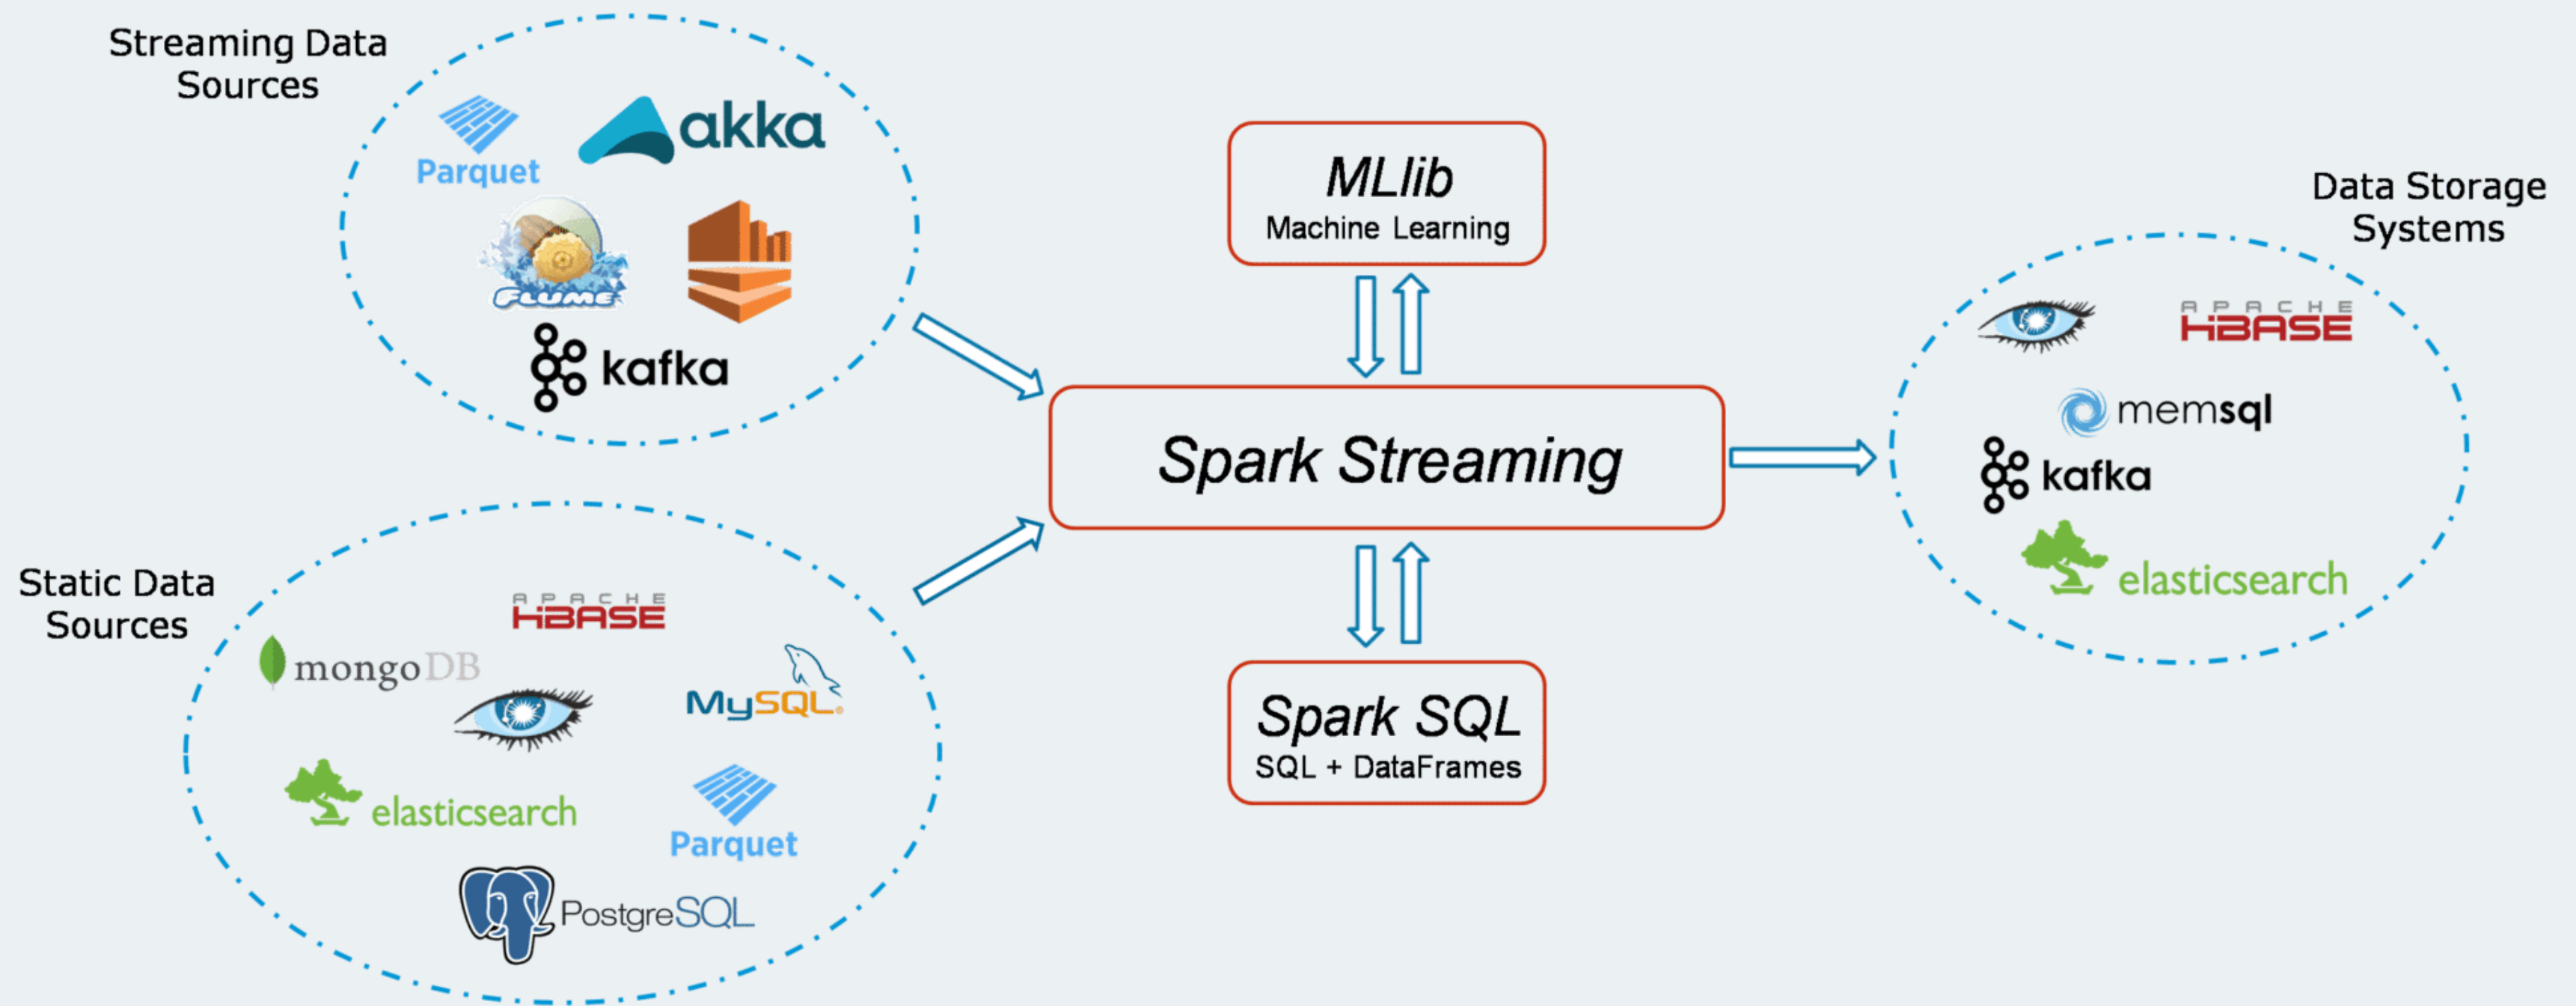 Streaming Data
Sources
Parquet
akka
FLUME
kafka
Static Data
Sources
APACHE
HBASE
mongoDB
MySQL®
elasticsearch
Parquet
PostgreSQL
MLlib
Machine Learning
Spark Streaming
Spark SQL
SQL + DataFrames
Data Storage
Systems
APACHE
HBASE
memsql
kafka
elasticsearch